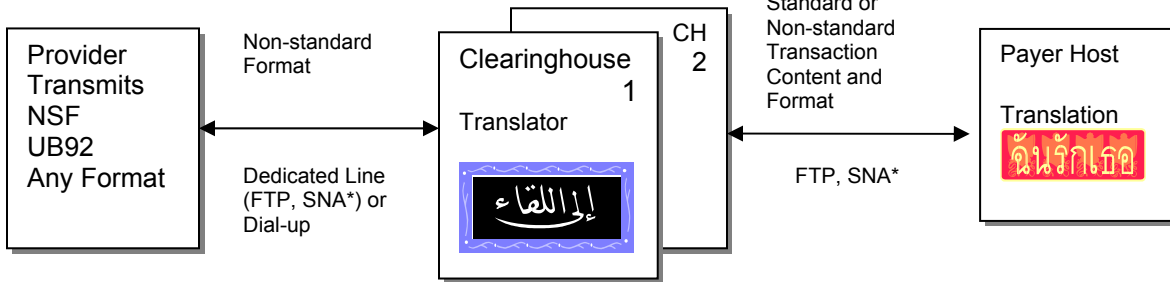 Provider
Transmits
NSF
UB92
Any Format
Non-standard
Format
Dedicated Line
(FTP, SNA*) or
Dial-up
Clearinghouse
1
Translator
إلى اللقاء
CH
2
Standard or
Non-standard
Transaction
Content and
Format
FTP, SNA*
Payer Host
Translation
ฉันรักเธอ